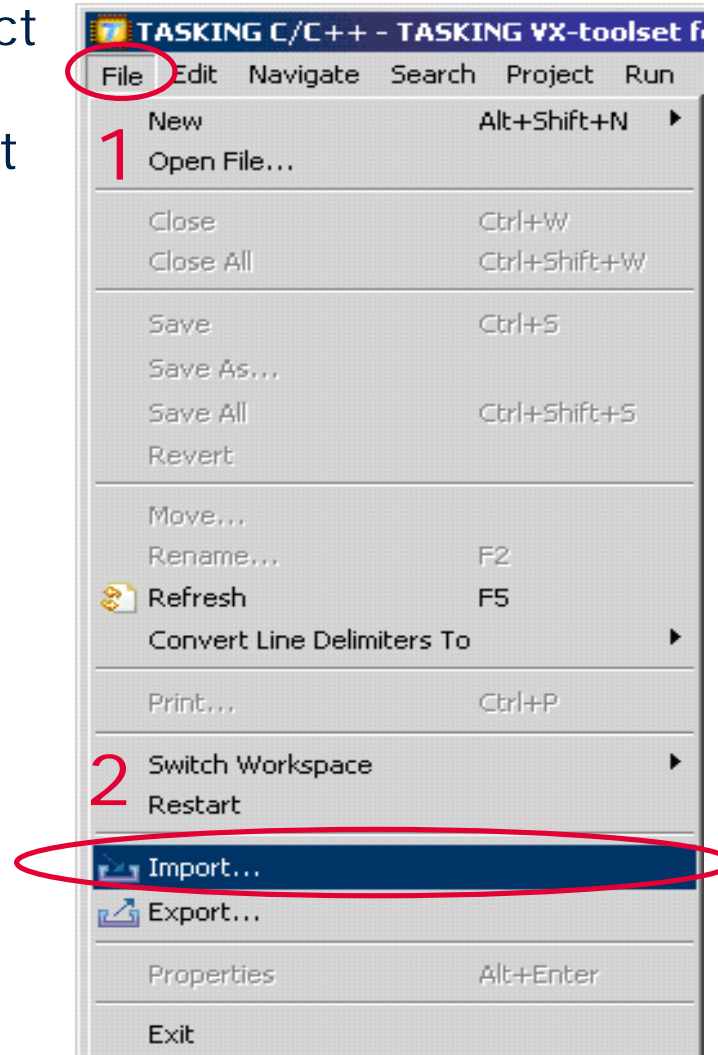 ct
t
TASKING C/C++ - TASKING VX-toolset f
File Edit Navigate Search Project Run
1
New Alt+Shift+N
Open File...
Close Ctrl+W
Close All Ctrl+Shift+W
Save Ctrl+S
Save As...
Save All Ctrl+Shift+S
Revert
Move...
Rename... F2
Refresh F5
Convert Line Delimiters To
Print... Ctrl+P
2
Switch Workspace
Restart
Import...
Export...
Properties Alt+Enter
Exit